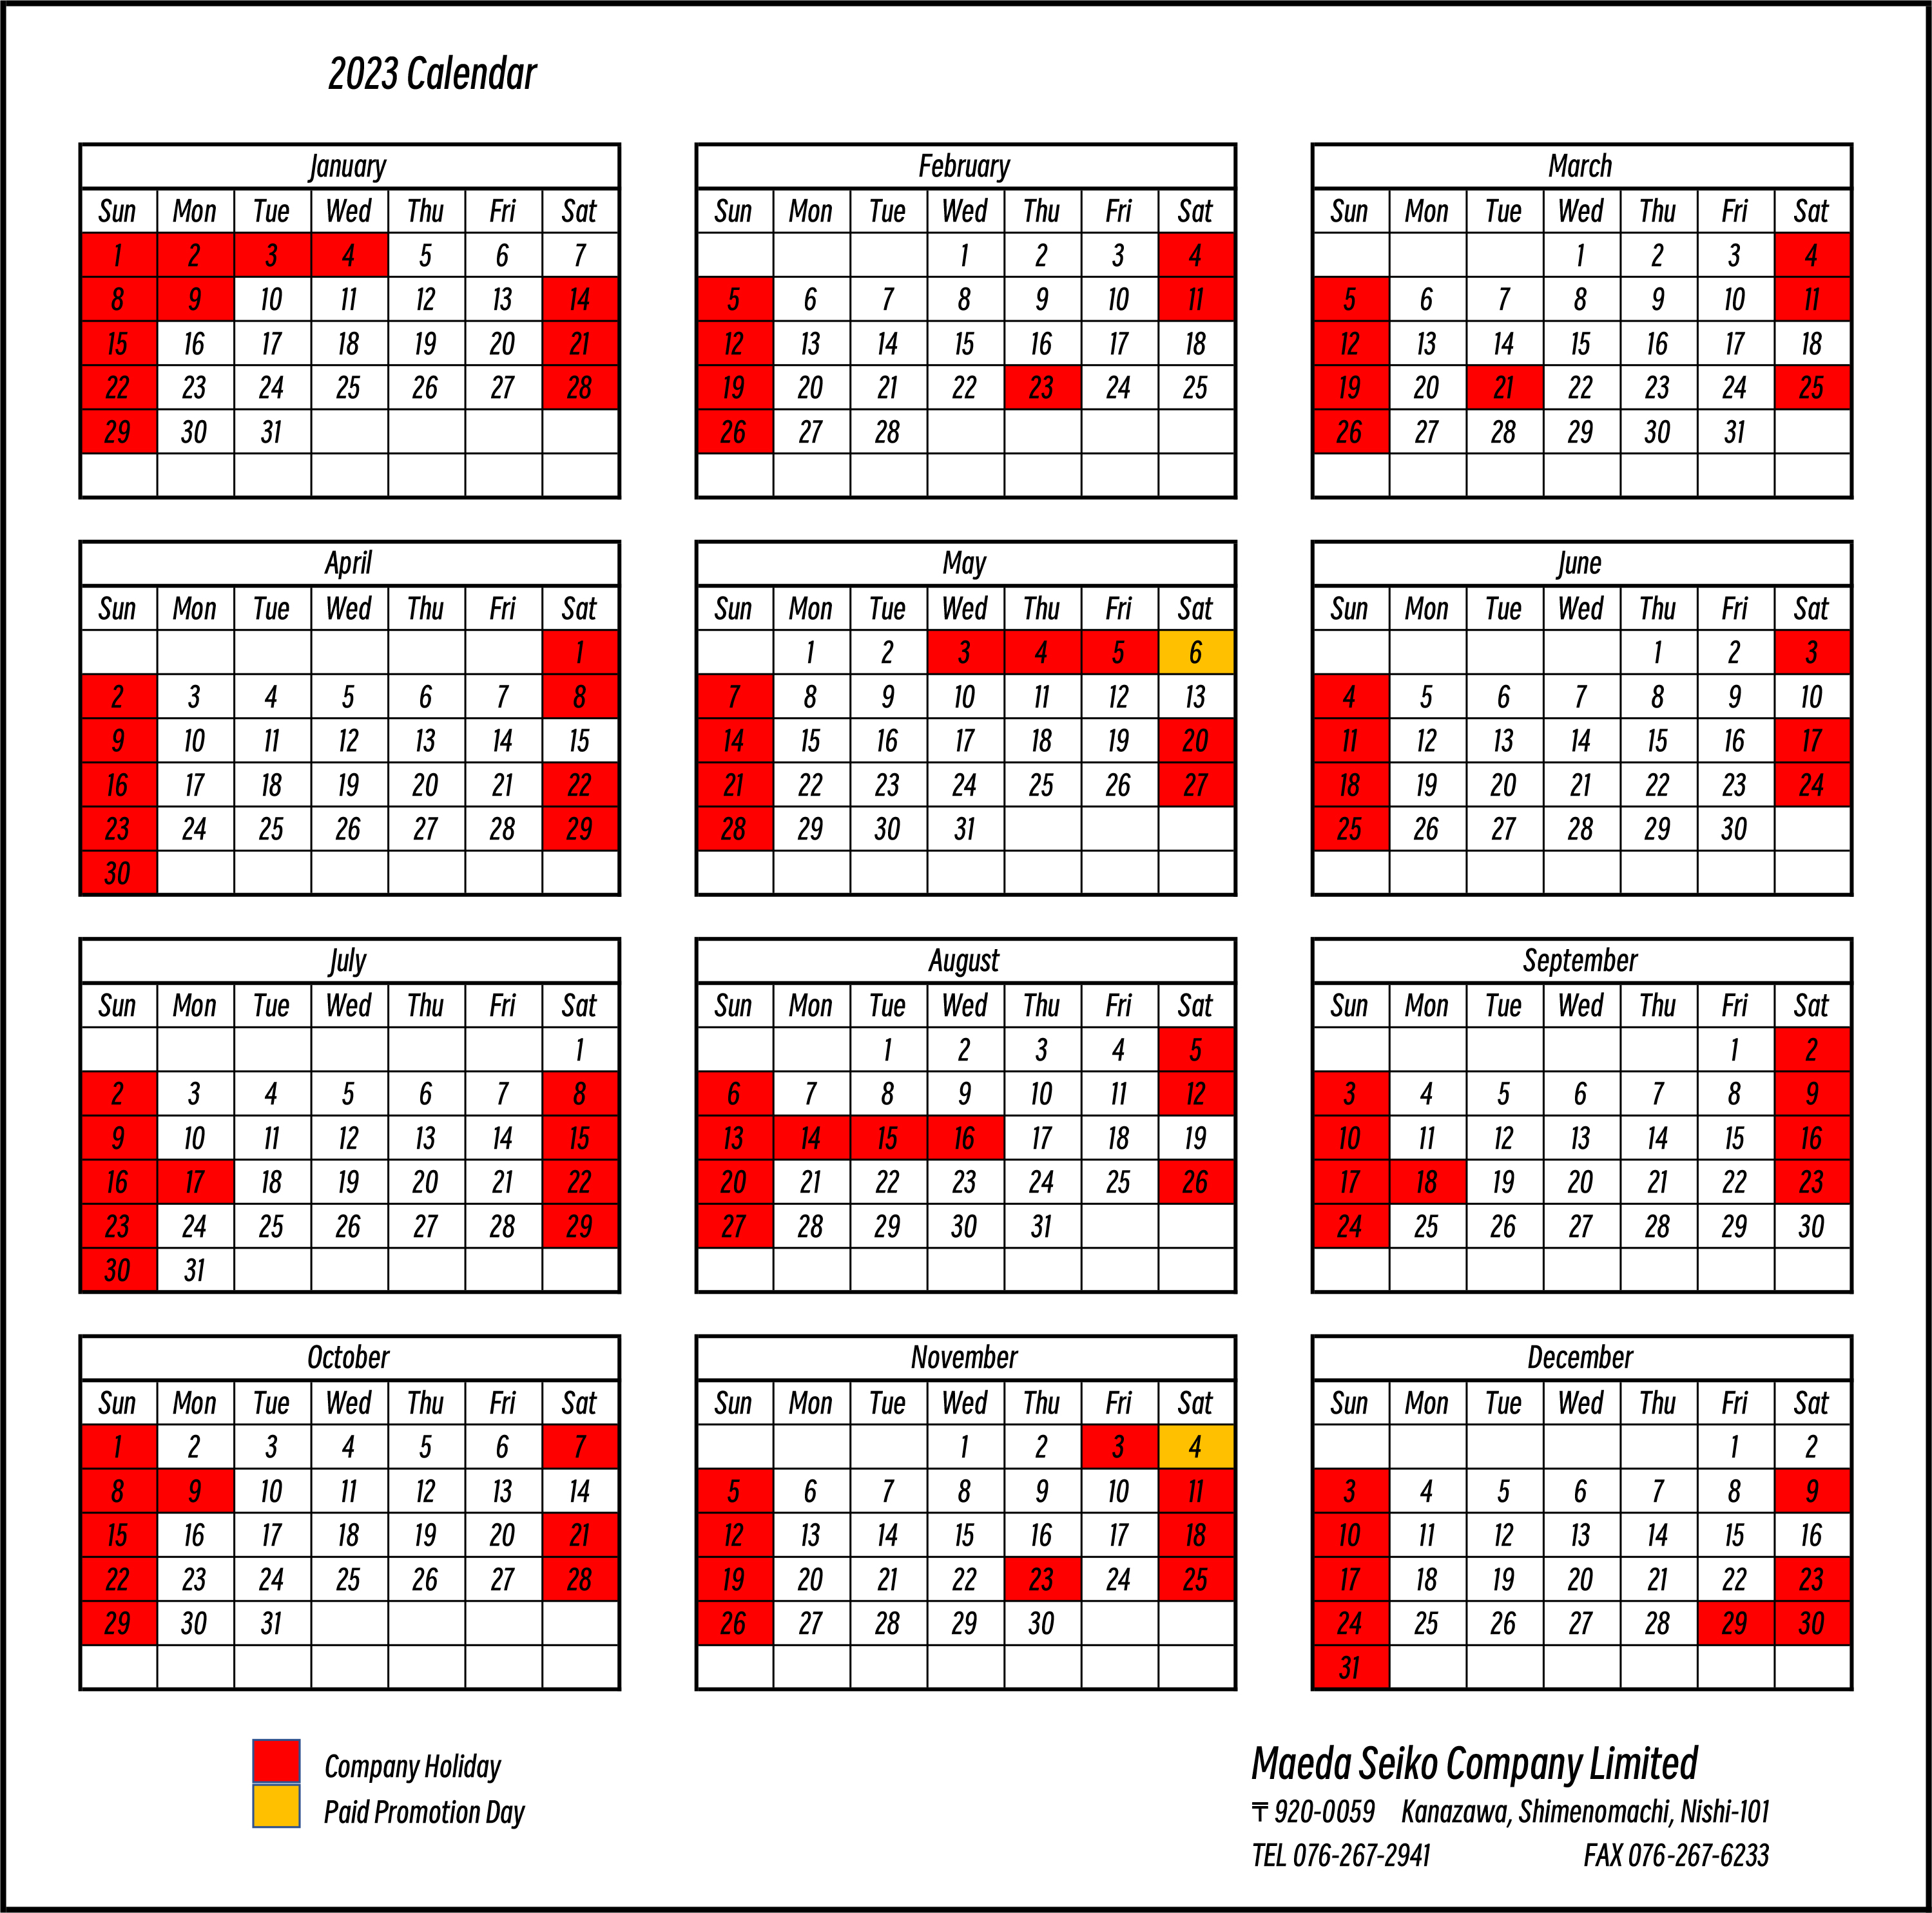 2023 Calendar
January
Sun Mon Tue Wed Thu Fri Sat
1 2 3 4 5 6 7
8 9 10 11 12 13 14
15 16 17 18 19 20 21
22 23 24 25 26 27 28
29 30 31
February
Sun Mon Tue Wed Thu Fri Sat
1 2 3 4
5 6 7 8 9 10 11
12 13 14 15 16 17 18
19 20 21 22 23 24 25
26 27 28
March
Sun Mon Tue Wed Thu Fri Sat
1 2 3 4
5 6 7 8 9 10 11
12 13 14 15 16 17 18
19 20 21 22 23 24 25
26 27 28 29 30 31
April
Sun Mon Tue Wed Thu Fri Sat
1
2 3 4 5 6 7 8
9 10 11 12 13 14 15
16 17 18 19 20 21 22
23 24 25 26 27 28 29
30
May
Sun Mon Tue Wed Thu Fri Sat
1 2 3 4 5 6
7 8 9 10 11 12 13
14 15 16 17 18 19 20
21 22 23 24 25 26 27
28 29 30 31
June
Sun Mon Tue Wed Thu Fri Sat
1 2 3
4 5 6 7 8 9 10
11 12 13 14 15 16 17
18 19 20 21 22 23 24
25 26 27 28 29 30
July
Sun Mon Tue Wed Thu Fri Sat
1
2 3 4 5 6 7 8
9 10 11 12 13 14 15
16 17 18 19 20 21 22
23 24 25 26 27 28 29
30 31
August
Sun Mon Tue Wed Thu Fri Sat
1 2 3 4 5
6 7 8 9 10 11 12
13 14 15 16 17 18 19
20 21 22 23 24 25 26
27 28 29 30 31
September
Sun Mon Tue Wed Thu Fri Sat
1 2
3 4 5 6 7 8 9
10 11 12 13 14 15 16
17 18 19 20 21 22 23
24 25 26 27 28 29 30
October
Sun Mon Tue Wed Thu Fri Sat
1 2 3 4 5 6 7
8 9 10 11 12 13 14
15 16 17 18 19 20 21
22 23 24 25 26 27 28
29 30 31
November
Sun Mon Tue Wed Thu Fri Sat
1 2 3 4
5 6 7 8 9 10 11
12 13 14 15 16 17 18
19 20 21 22 23 24 25
26 27 28 29 30
December
Sun Mon Tue Wed Thu Fri Sat
1 2
3 4 5 6 7 8 9
10 11 12 13 14 15 16
17 18 19 20 21 22 23
24 25 26 27 28 29 30
31
Company Holiday
Paid Promotion Day
Maeda Seiko Company Limited
〒920-0059 Kanazawa, Shimenomachi, Nishi-101
TEL 076-267-2941 FAX 076-267-6233